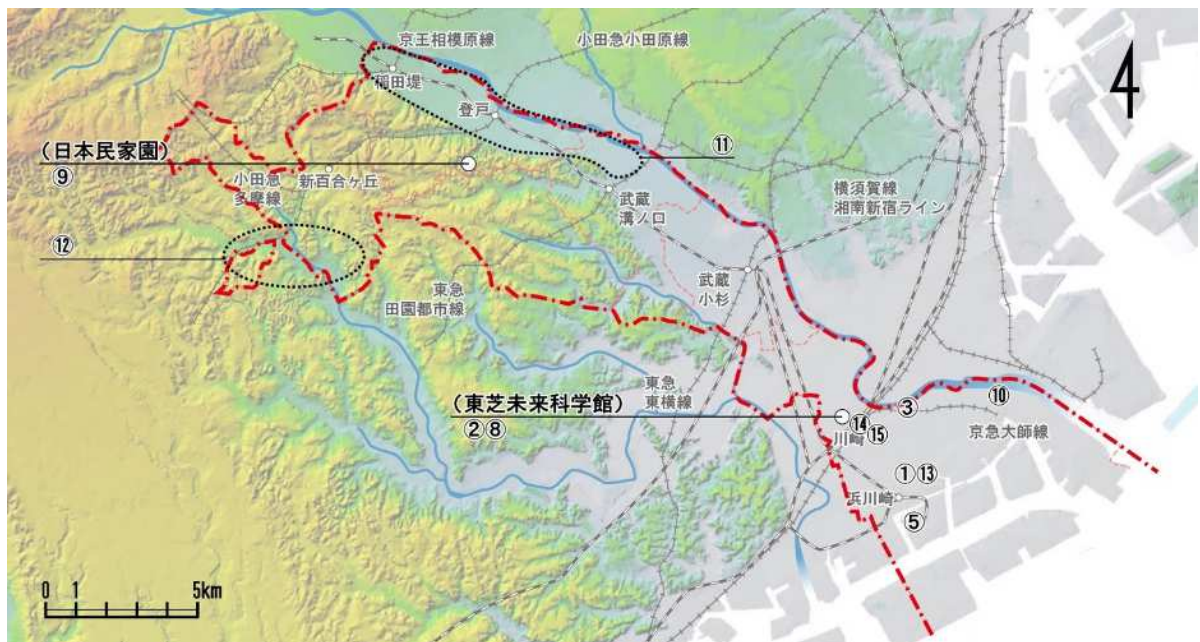 京王相模原線
小田急小田原線
稲田堤
登戸
(日本民家園)
⑨
⑪
小田急
多摩線
新百合ヶ丘
武蔵
溝ノ口
横須賀線
湘南新宿ライン
⑫
武蔵
小杉
東急
田園都市線
東急
東横線
(東芝未来科学館)
②⑧
③
⑩
⑭
⑮
川崎
京急大師線
①⑬
浜川崎
⑤
0 1 5km
4